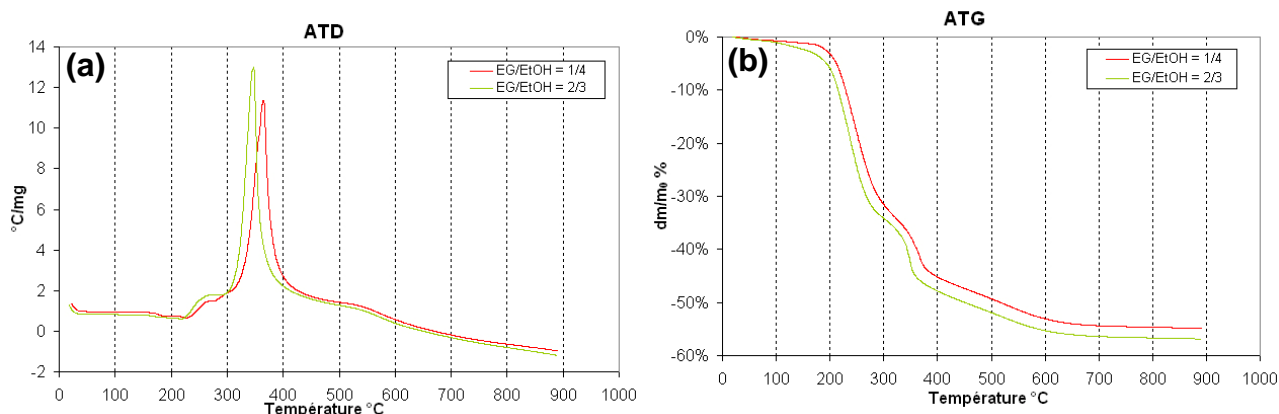 ATD
(a)
EG/EtOH = 1/4
EG/EtOH = 2/3
14
12
10
8
6
4
2
0
-2
°C/mg
0 100 200 300 400 500 600 700 800 900 1000
Température °C
ATG
(b)
EG/EtOH = 1/4
EG/EtOH = 2/3
0%
-10%
-20%
-30%
-40%
-50%
-60%
dm/m₀ %
0 100 200 300 400 500 600 700 800 900 1000
Température °C